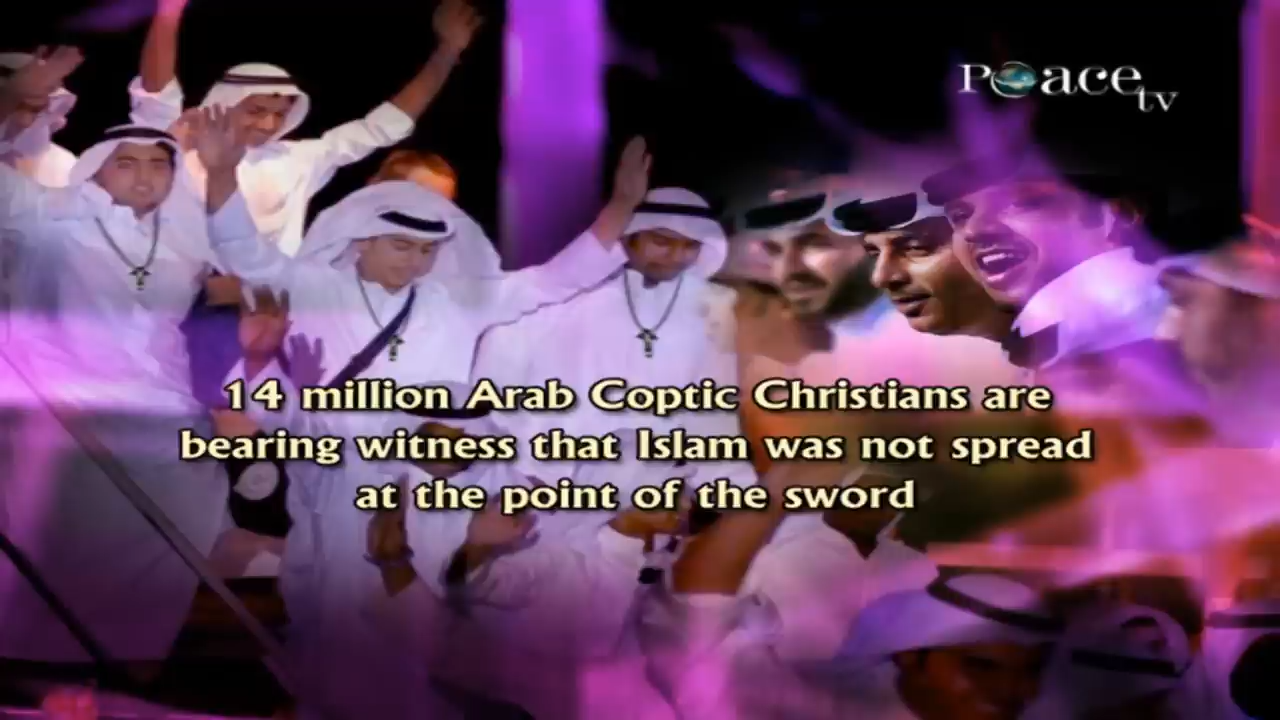 Peace tv
14 million Arab Coptic Christians are
bearing witness that Islam was not spread
at the point of the sword